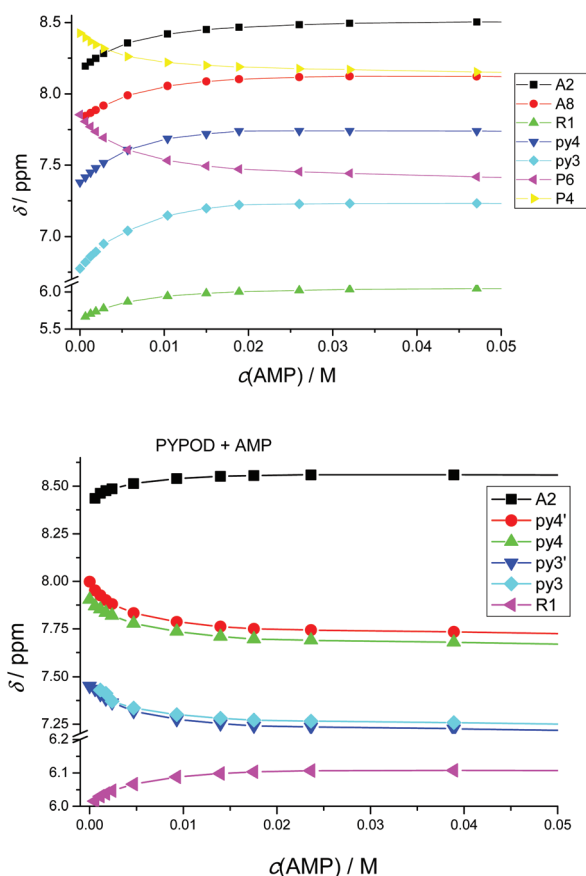 8.5
8.0
7.5
7.0
6.0
5.5
δ / ppm
0.00 0.01 0.02 0.03 0.04 0.05
c(AMP) / M
A2
A8
R1
py4
py3
P6
P4
PYPOD + AMP
8.50
8.25
8.00
7.75
7.50
7.25
6.2
6.1
6.0
δ / ppm
0.00 0.01 0.02 0.03 0.04 0.05
c(AMP) / M
A2
py4'
py4
py3'
py3
R1